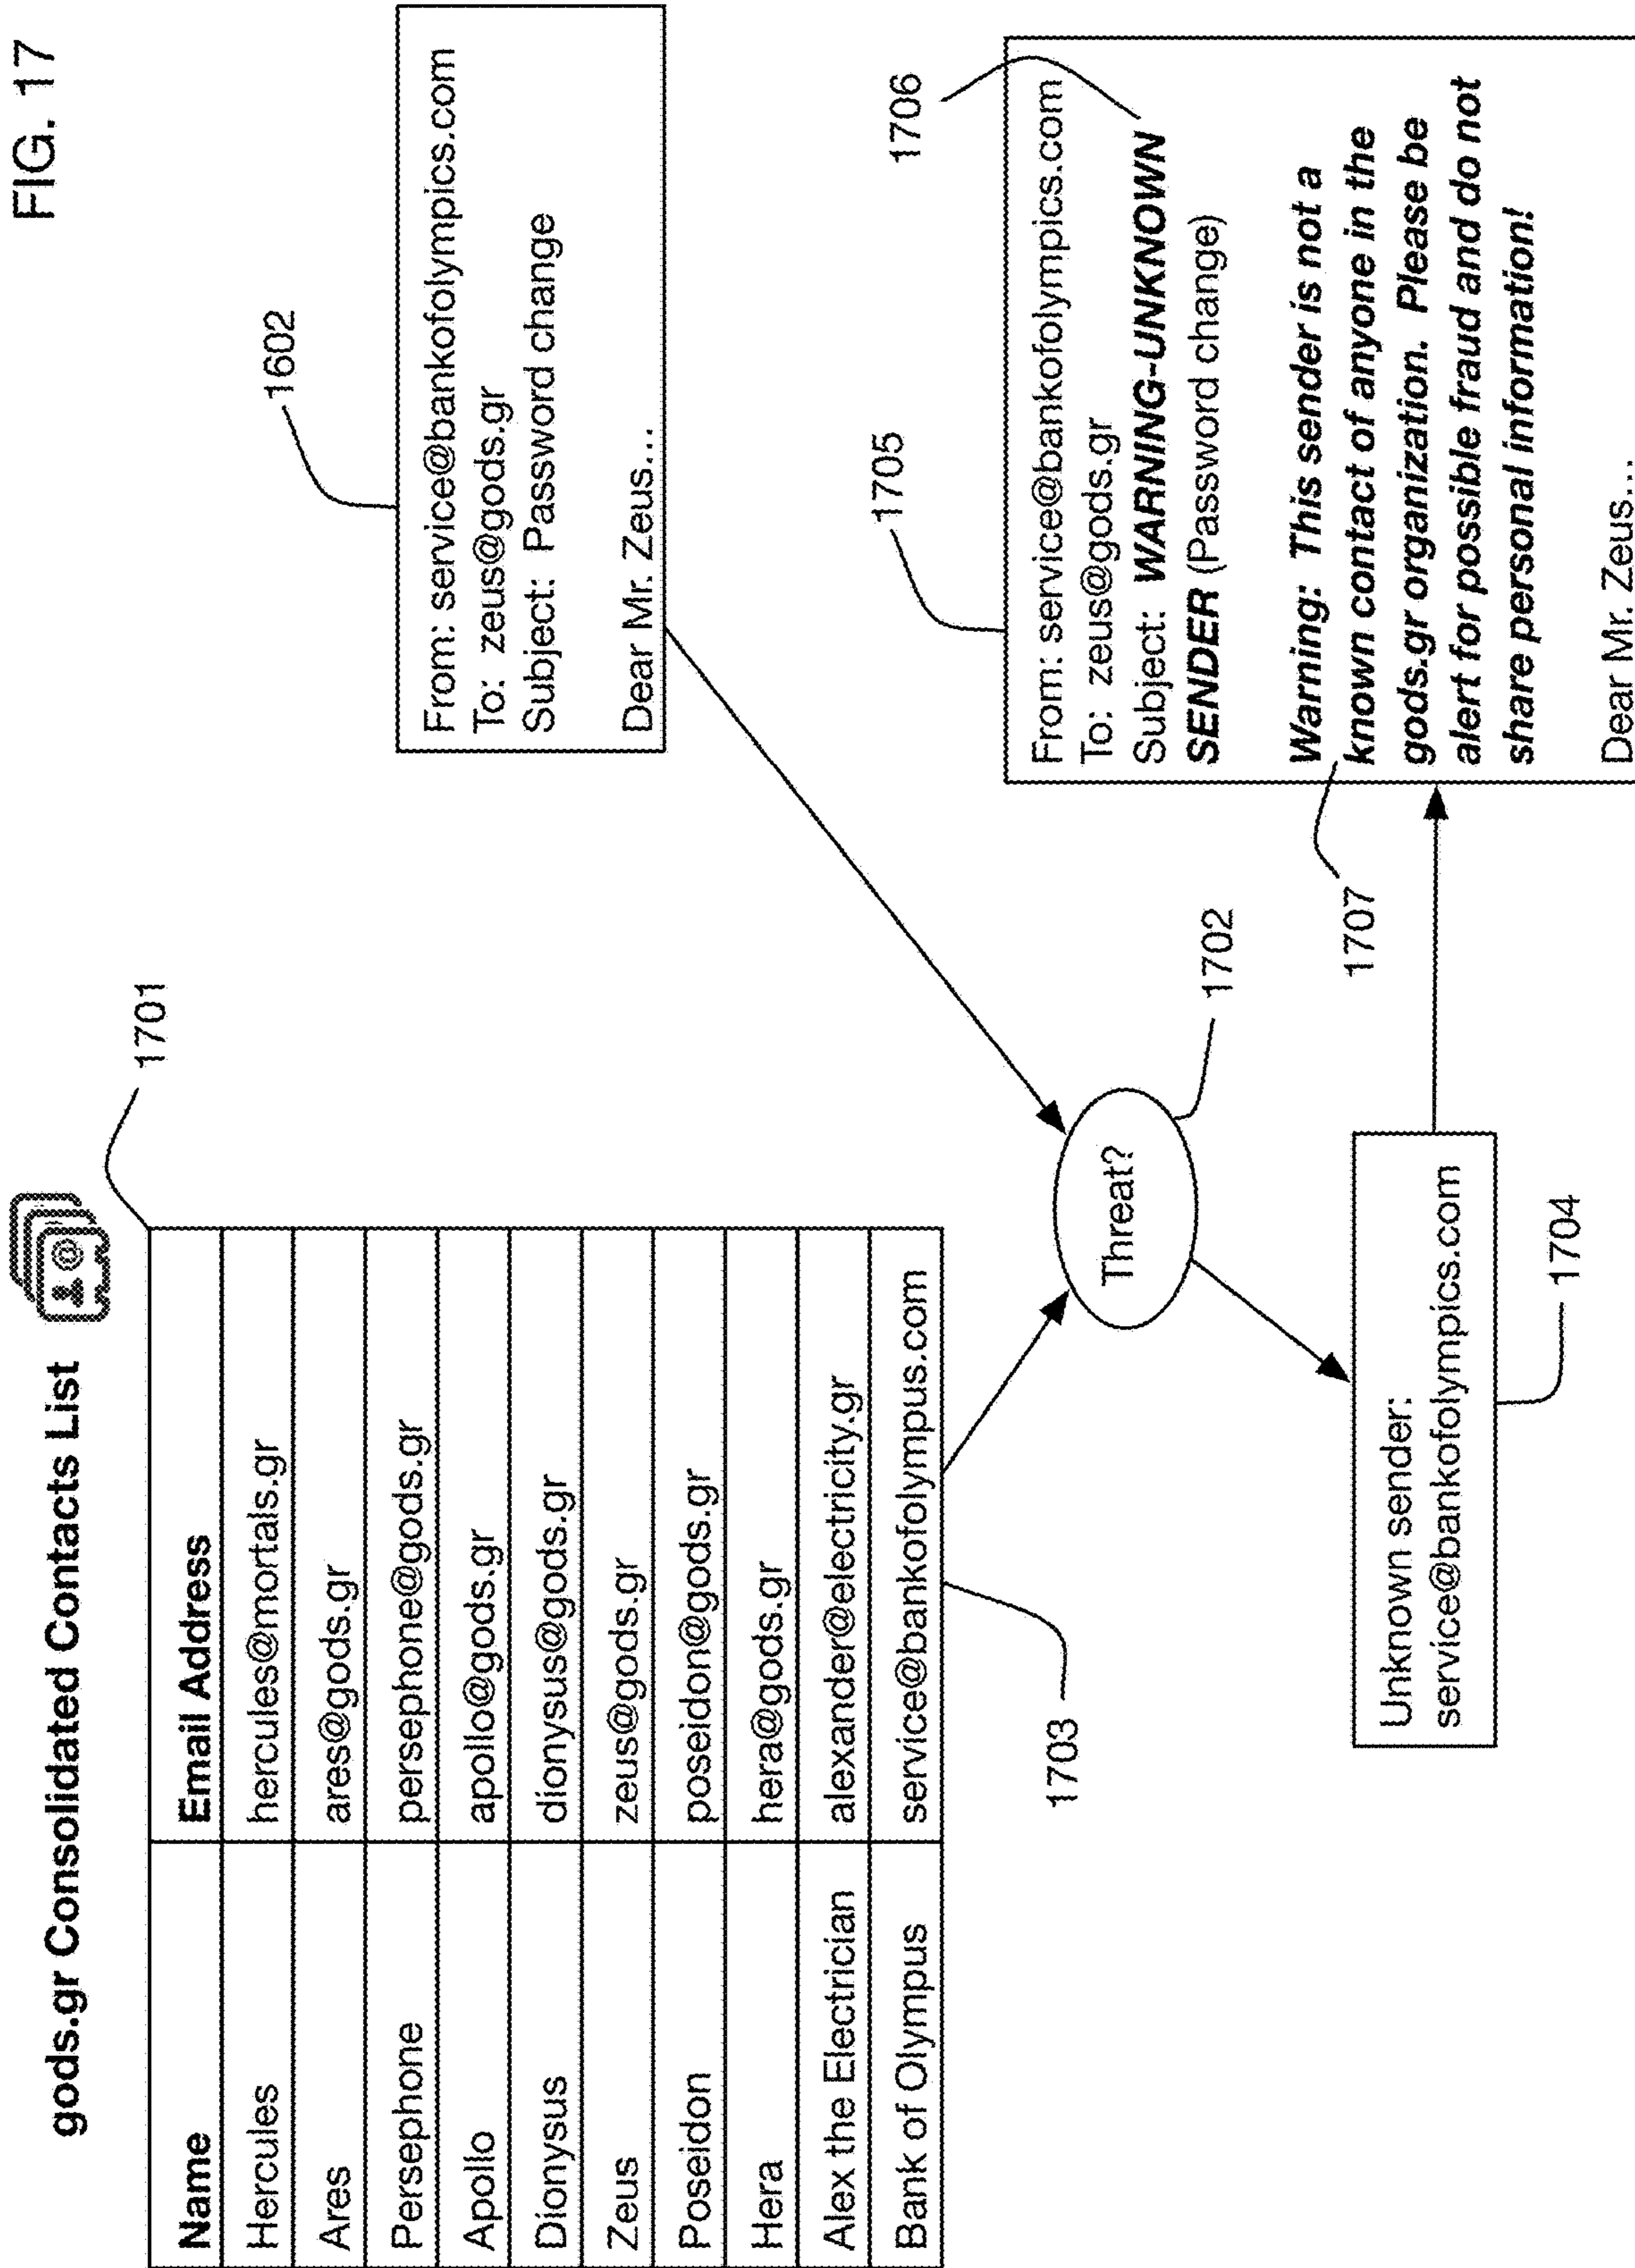 FIG. 17
gods.gr Consolidated Contacts List
@
1701
Name Email Address
Hercules hercules@mortals.gr
Ares ares@gods.gr
Persephone persephone@gods.gr
Apollo apollo@gods.gr
Dionysus dionysus@gods.gr
Zeus zeus@gods.gr
Poseidon poseidon@gods.gr
Hera hera@gods.gr
Alex the Electrician alexander@electricity.gr
Bank of Olympus service@bankofolympus.com
1703
1602
From: service@bankofolympics.com
To: zeus@gods.gr
Subject: Password change
Dear Mr. Zeus...
Threat?
1702
Unknown sender:
service@bankofolympics.com
1704
1705
1706
From: service@bankofolympics.com
To: zeus@gods.gr
Subject: WARNING-UNKNOWN
SENDER (Password change)
Warning: This sender is not a
known contact of anyone in the
gods.gr organization. Please be
alert for possible fraud and do not
share personal information!
Dear Mr. Zeus...
1707